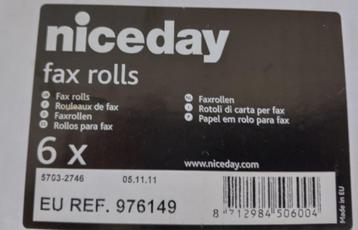 niceday
fax rolls
Fax rolls
Rouleaux de fax
Faxrollen
Rollos para fax
Faxrollen
Rotoli di carta per fax
Papel em rolo para fax
6 x
www.niceday.com
5703-2746 05.11.11
EU REF. 976149
8 712984 506004
Made in EU